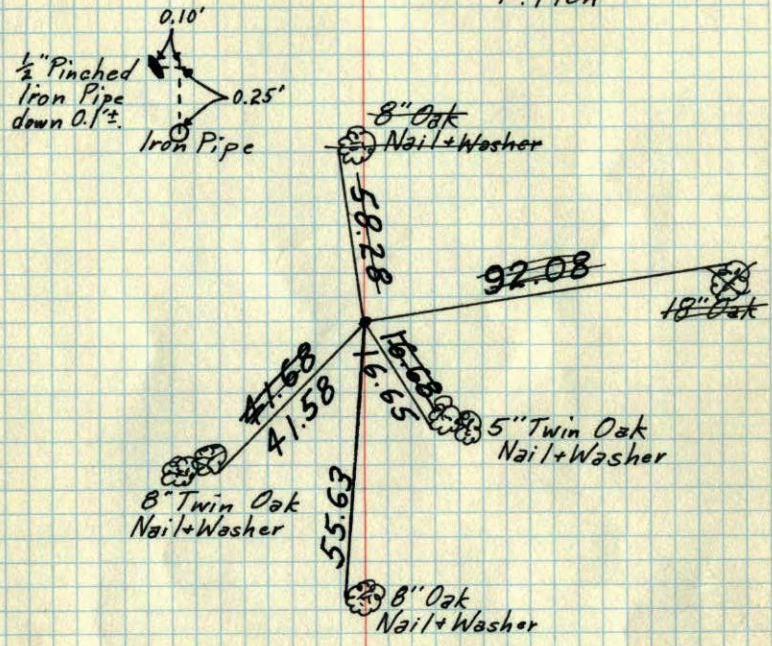 0.10'
½" Pinched
Iron Pipe
down 0.1'±.
0.25'
Iron Pipe
8" Oak
Nail+Washer
58.28
92.08
18" Oak
41.68
41.58
16.68
16.65
5" Twin Oak
Nail+Washer
8" Twin Oak
Nail+Washer
55.63
8" Oak
Nail+Washer